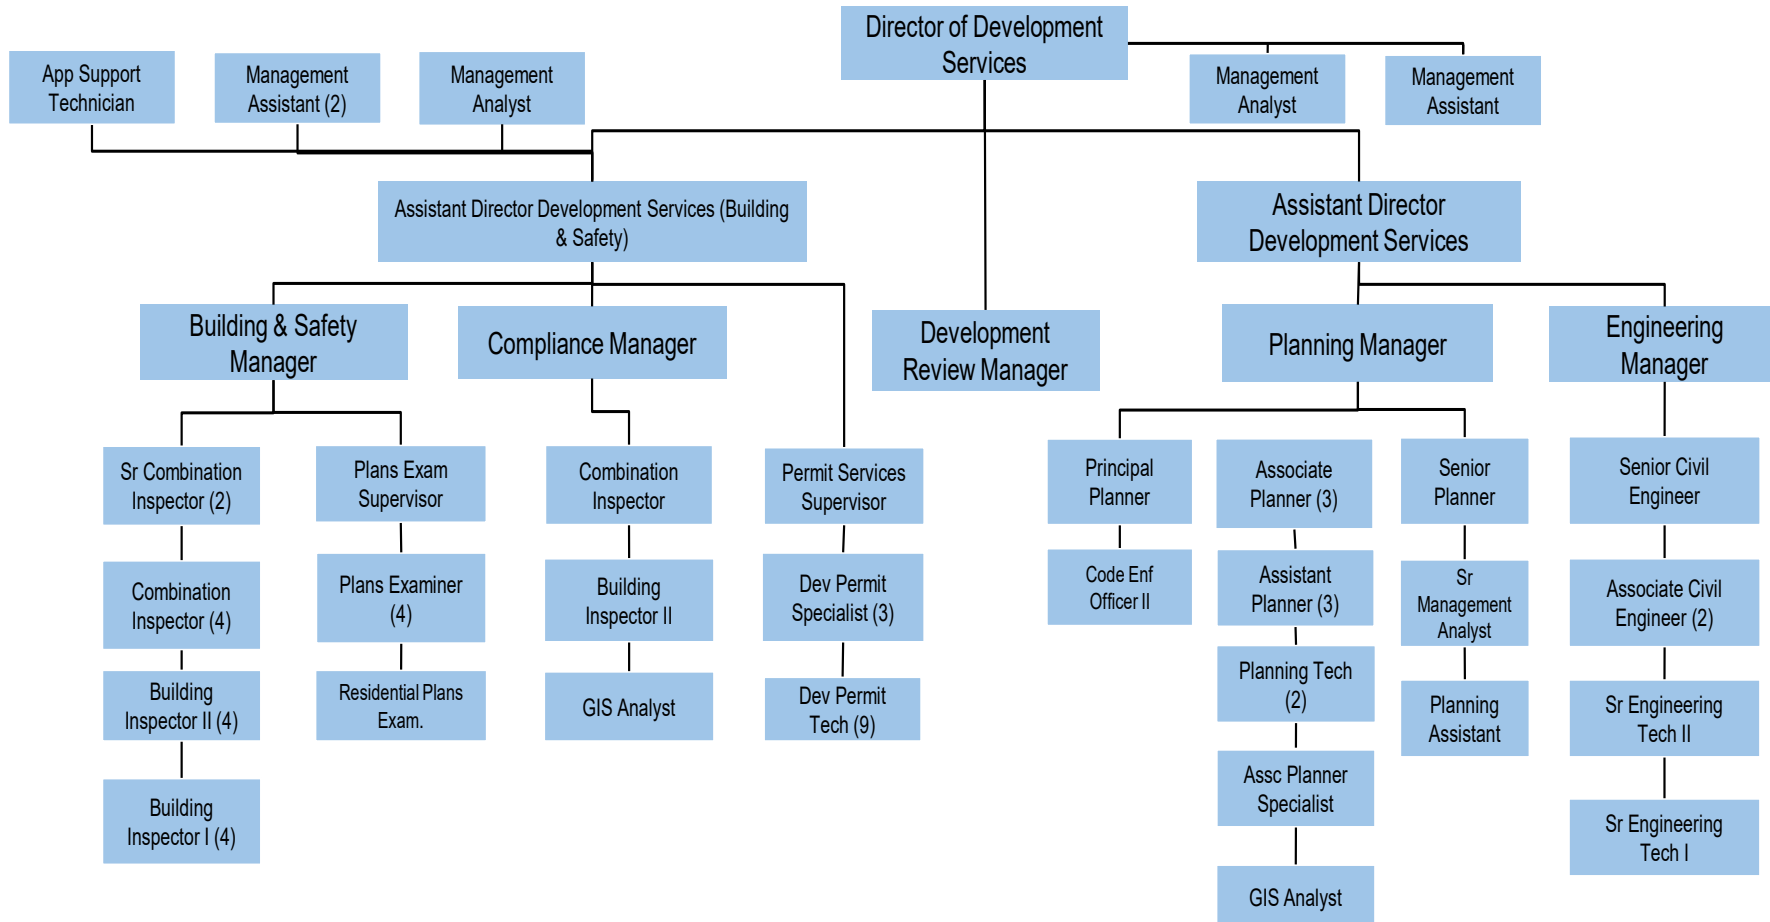 Director of Development
Services
App Support
Technician
Management
Assistant (2)
Management
Analyst
Management
Analyst
Management
Assistant
Assistant Director Development Services (Building
& Safety)
Assistant Director
Development Services
Building & Safety
Manager
Compliance Manager
Development
Review Manager
Planning Manager
Engineering
Manager
Sr Combination
Inspector (2)
Plans Exam
Supervisor
Combination
Inspector
Permit Services
Supervisor
Principal
Planner
Associate
Planner (3)
Senior
Planner
Senior Civil
Engineer
Combination
Inspector (4)
Plans Examiner
(4)
Building
Inspector II
Dev Permit
Specialist (3)
Code Enf
Officer II
Assistant
Planner (3)
Sr
Management
Analyst
Associate Civil
Engineer (2)
Building
Inspector II (4)
Residential Plans
Exam.
GIS Analyst
Dev Permit
Tech (9)
Planning Tech
(2)
Planning
Assistant
Sr Engineering
Tech II
Building
Inspector I (4)
Assc Planner
Specialist
Sr Engineering
Tech I
GIS Analyst